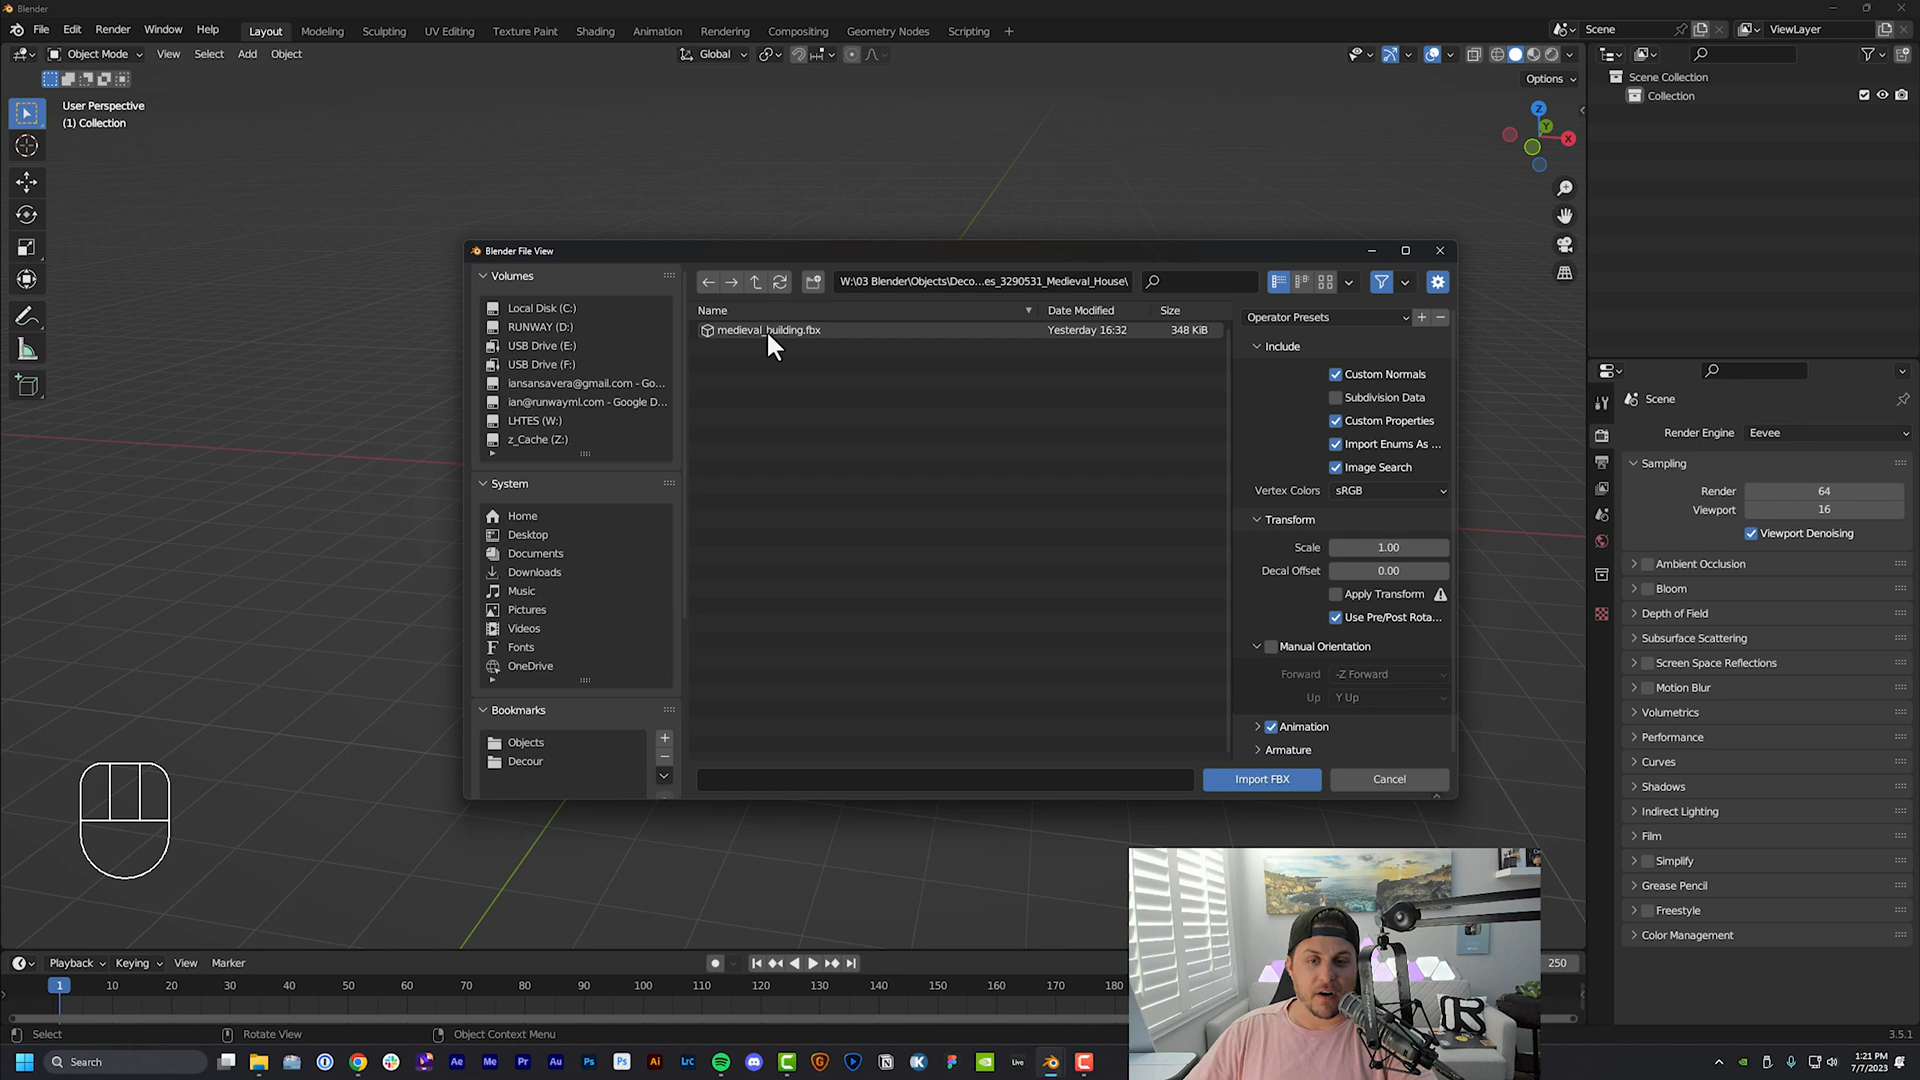 Blender
File Edit Render Window Help Layout Modeling Sculpting UV Editing Texture Paint Shading Animation Rendering Compositing Geometry Nodes Scripting + Scene ViewLayer
Object Mode View Select Add Object Global
Options
User Perspective
(1) Collection
Z
Y
X
Scene Collection
Collection
Blender File View
Volumes
Local Disk (C:)
RUNWAY (D:)
USB Drive (E:)
USB Drive (F:)
iansansavera@gmail.com - Go...
ian@runwayml.com - Google D...
LHTES (W:)
z_Cache (Z:)
System
Home
Desktop
Documents
Downloads
Music
Pictures
Videos
Fonts
OneDrive
Bookmarks
Objects
Decour
W:\03 Blender\Objects\Deco...es_3290531_Medieval_House\
Name Date Modified Size
medieval_building.fbx Yesterday 16:32 348 KiB
Operator Presets
Include
Custom Normals
Subdivision Data
Custom Properties
Import Enums As ...
Image Search
Vertex Colors sRGB
Transform
Scale 1.00
Decal Offset 0.00
Apply Transform
Use Pre/Post Rota...
Manual Orientation
Forward -Z Forward
Up Y Up
Animation
Armature
Import FBX Cancel
Scene
Render Engine Eevee
Sampling
Render 64
Viewport 16
Viewport Denoising
Ambient Occlusion
Bloom
Depth of Field
Subsurface Scattering
Screen Space Reflections
Motion Blur
Volumetrics
Performance
Curves
Shadows
Indirect Lighting
Film
Simplify
Grease Pencil
Freestyle
Color Management
Playback Keying View Marker 250
1 10 20 30 40 50 60 70 80 90 100 110 120 130 140 150 160 170 180
Select Rotate View Object Context Menu 3.5.1
Search Ae Me Pr Au Ps Ps Ai Lrc Live
1:21 PM
7/7/2023